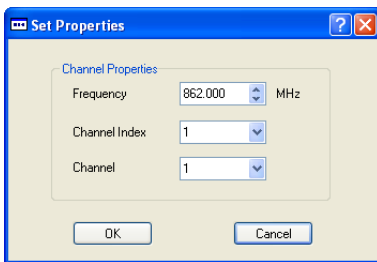 Set Properties
Channel Properties
Frequency 862.000 MHz
Channel Index 1
Channel 1
OK Cancel